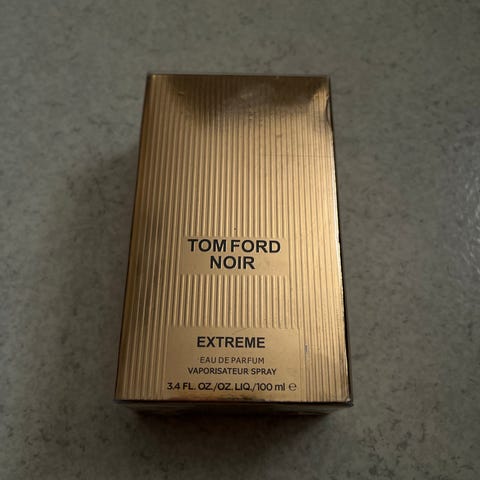 TOM FORD
NOIR
EXTREME
EAU DE PARFUM
VAPORISATEUR SPRAY
3.4 FL. OZ./OZ. LIQ./100 ml ℮